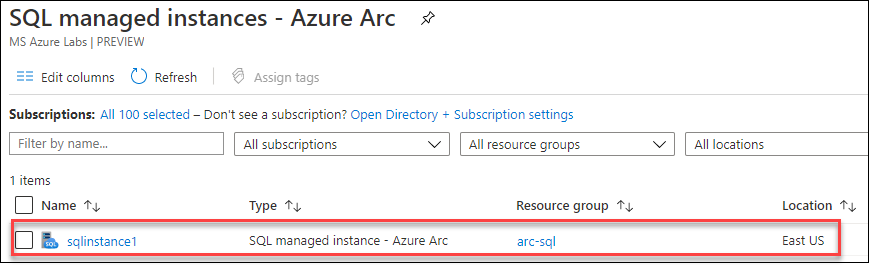 SQL managed instances - Azure Arc
MS Azure Labs | PREVIEW
Edit columns Refresh Assign tags
Subscriptions: All 100 selected – Don't see a subscription? Open Directory + Subscription settings
Filter by name... All subscriptions All resource groups All locations
1 items
Name Type Resource group Location
SQL sqlinstance1 SQL managed instance - Azure Arc arc-sql East US